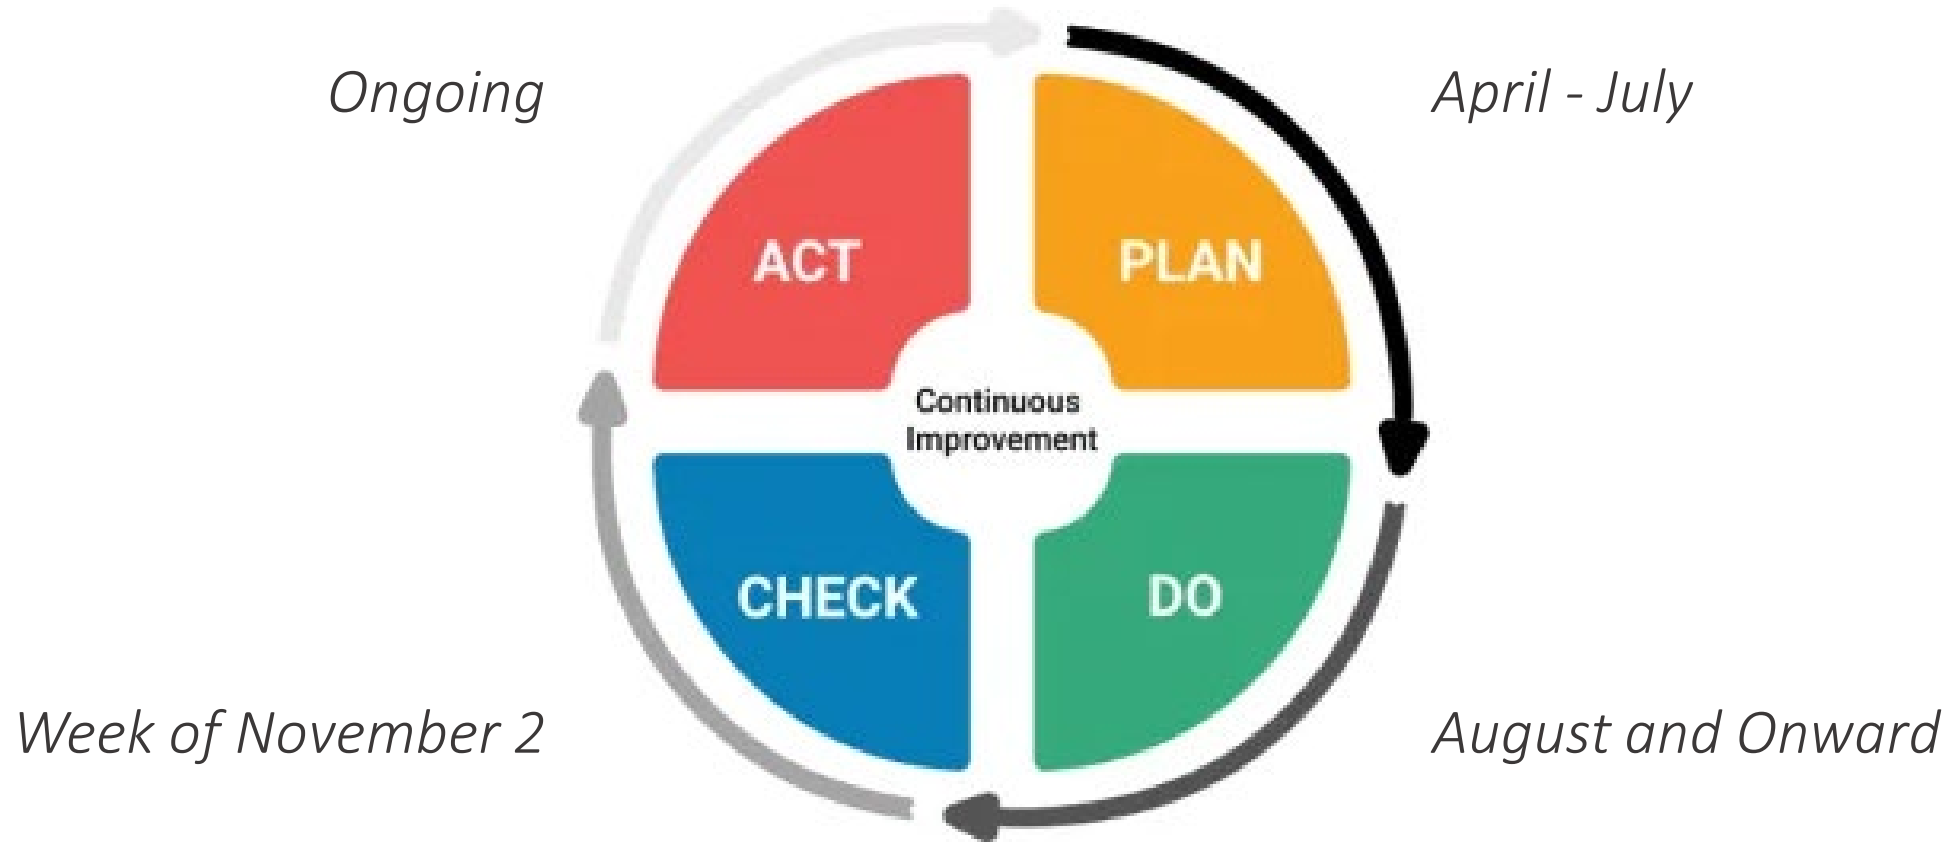 Ongoing
April - July
ACT
PLAN
Continuous
Improvement
CHECK
DO
Week of November 2
August and Onward